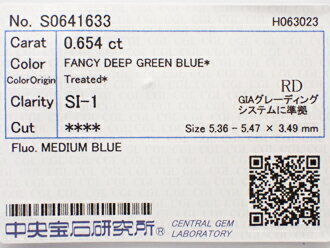 No. S0641633 H063023
Carat 0.654 ct
Color FANCY DEEP GREEN BLUE*
ColorOrigin Treated*
Clarity SI-1 RD
GIAグレーディング
システムに準拠
Cut **** Size 5.36 - 5.47 × 3.49 mm
Fluo. MEDIUM BLUE
中央宝石研究所 CENTRAL GEM
LABORATORY